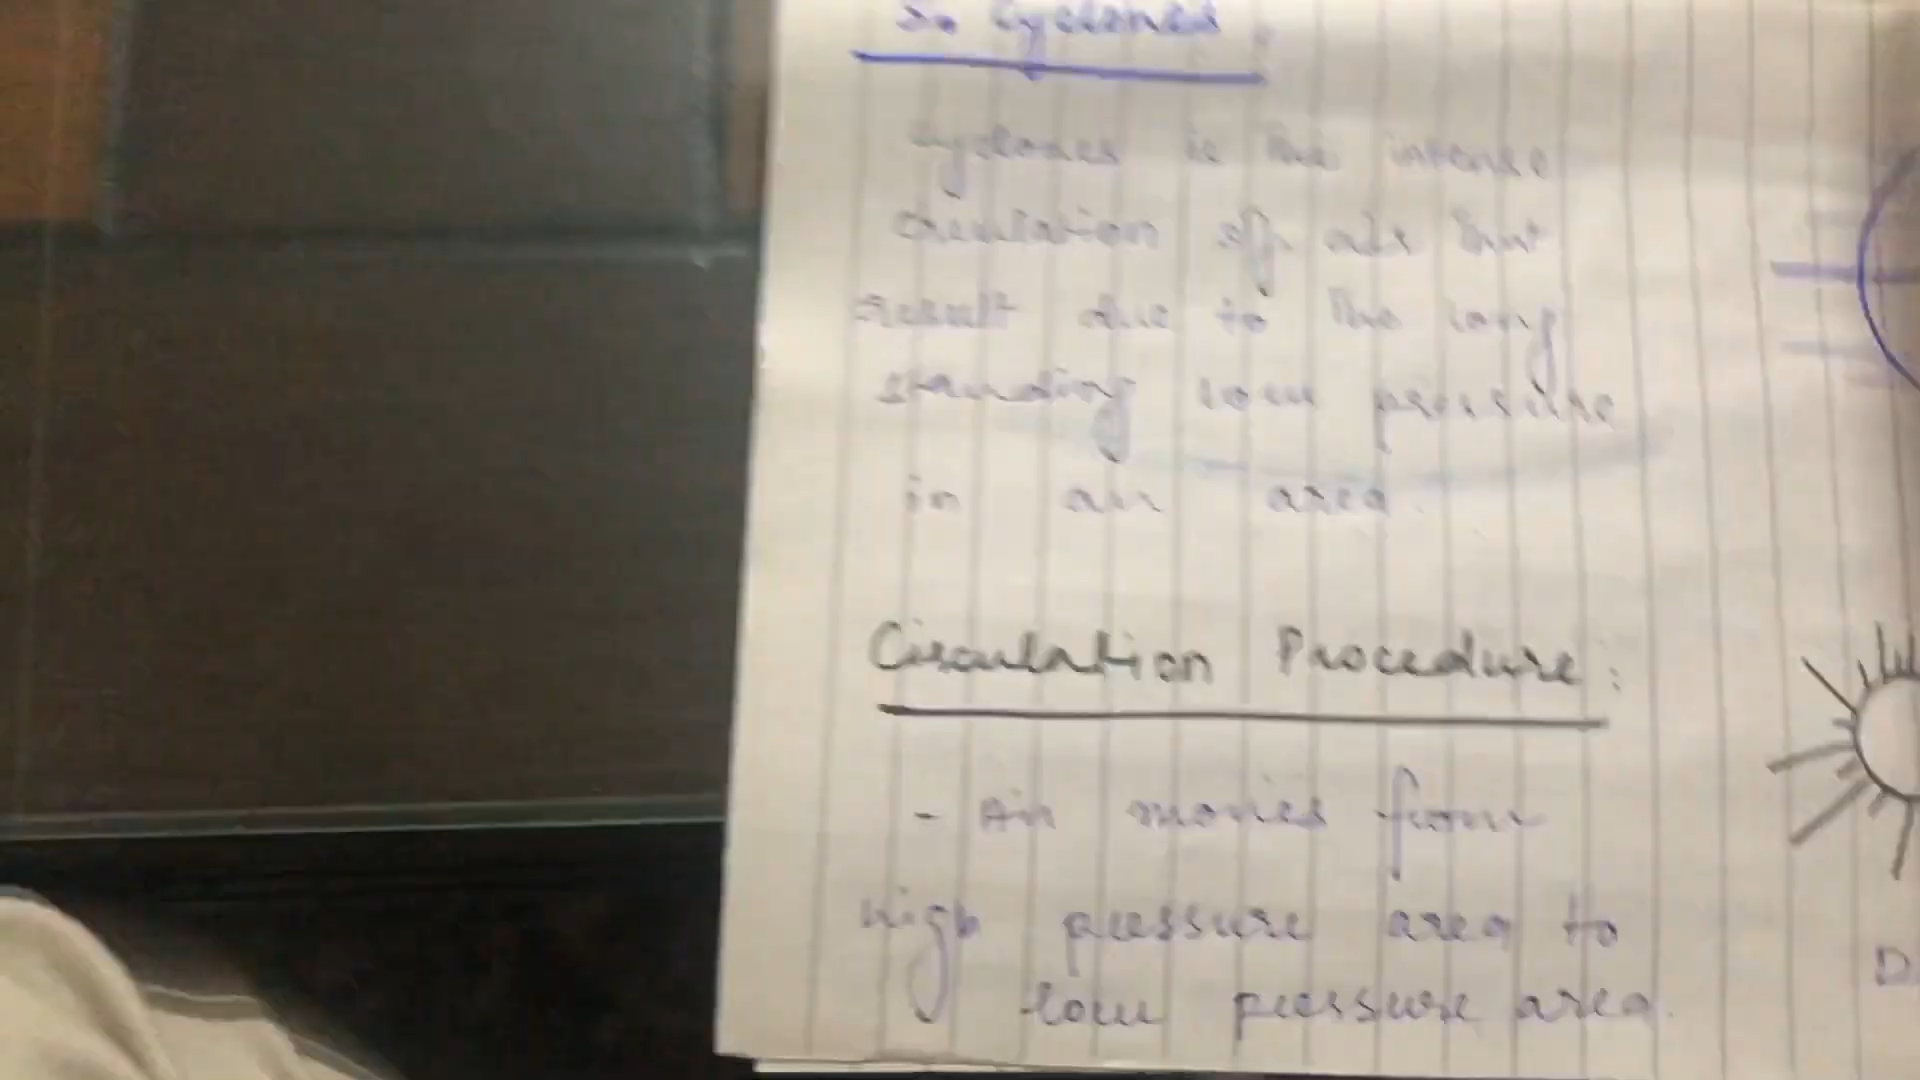 Cyclones
cyclones is the intense
circulation of air that
result due to the long
standing low pressure
in an area.
Circulation Procedure:
- Air moves from
high pressure area to
low pressure area.
D